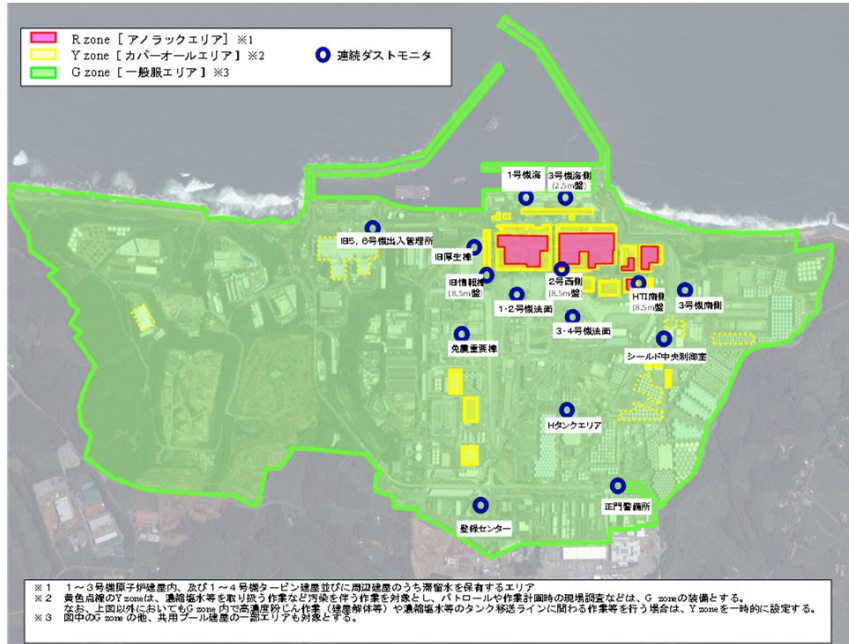 R zone [アノラックエリア] ※1
Y zone [カバーオールエリア] ※2
G zone [一般服エリア] ※3
連続ダストモニタ
1号機海
3号機海側
(2.5m盤)
旧5,6号機出入管理所
旧厚生棟
旧情報棟
(8.5m盤)
2号西側
(8.5m盤)
HTI南側
(8.5m盤)
3号機南側
1・2号機法面
3・4号機法面
免震重要棟
シールド中央制御室
Hタンクエリア
正門警備所
登録センター
※1 1~3号機原子炉建屋内、及び1~4号機タービン建屋並びに周辺建屋のうち滞留水を保有するエリア
※2 黄色点線のY zoneは、濃縮塩水等を取り扱う作業など汚染を伴う作業を対象とし、パトロールや作業計画時の現場調査などは、G zoneの装備とする。
なお、上図以外においてもG zone内で高濃度粉じん作業(建屋解体等)や濃縮塩水等のタンク移送ラインに関わる作業等を行う場合は、Y zoneを一時的に設定する。
※3 図中のG zoneの他、共用プール建屋の一部エリアも対象とする。